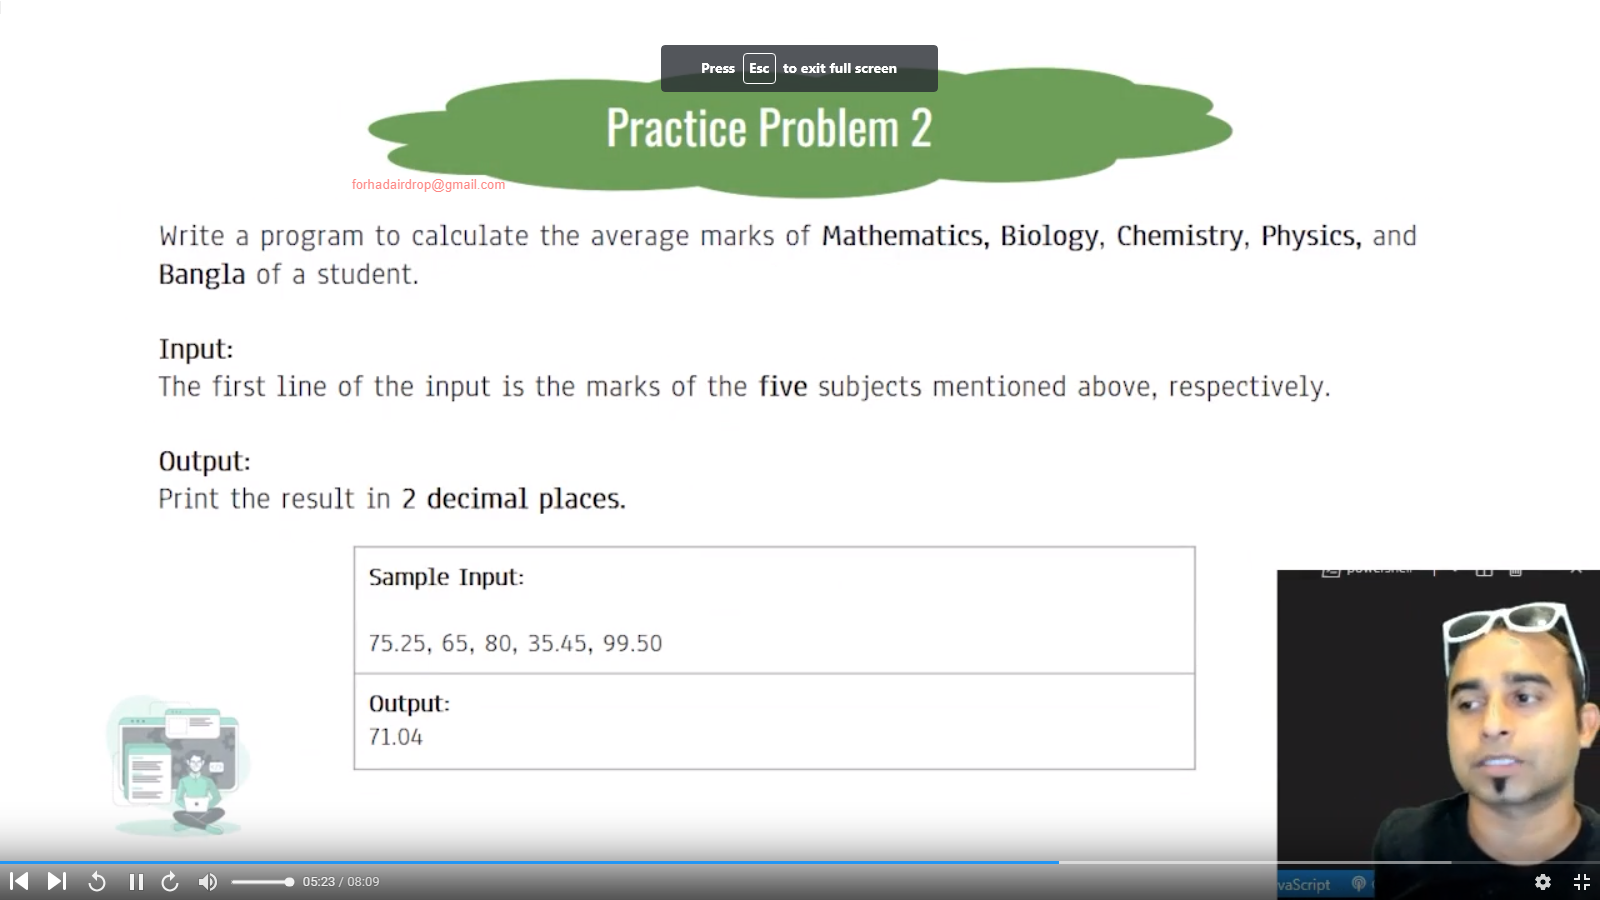 Press Esc to exit full screen
Practice Problem 2
forhadairdrop@gmail.com
Write a program to calculate the average marks of Mathematics, Biology, Chemistry, Physics, and
Bangla of a student.
Input:
The first line of the input is the marks of the five subjects mentioned above, respectively.
Output:
Print the result in 2 decimal places.
Sample Input:
75.25, 65, 80, 35.45, 99.50
Output:
71.04
powershell
vaScript
05:23 / 08:09